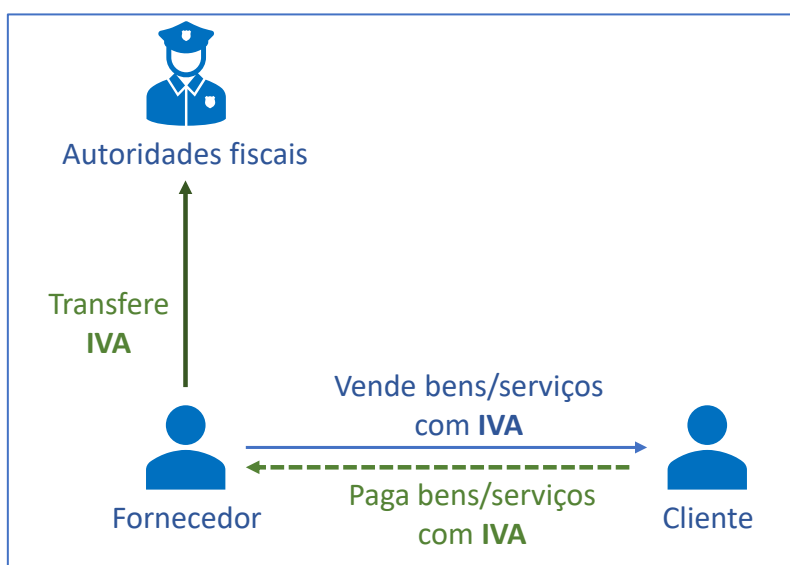 Autoridades fiscais
Transfere
IVA
Vende bens/serviços
com IVA
Paga bens/serviços
com IVA
Fornecedor
Cliente